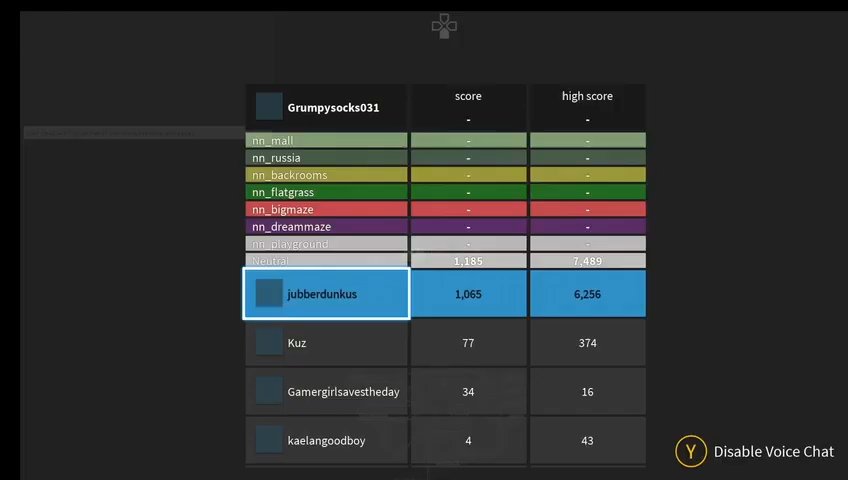 score high score
Grumpysocks031 - -
nn_mall - -
nn_russia - -
nn_backrooms - -
nn_flatgrass - -
nn_bigmaze - -
nn_dreammaze - -
nn_playground - -
Neutral 1,185 7,489
jubberdunkus 1,065 6,256
Kuz 77 374
Gamergirlsavestheday 34 16
kaelangoodboy 4 43
Y Disable Voice Chat